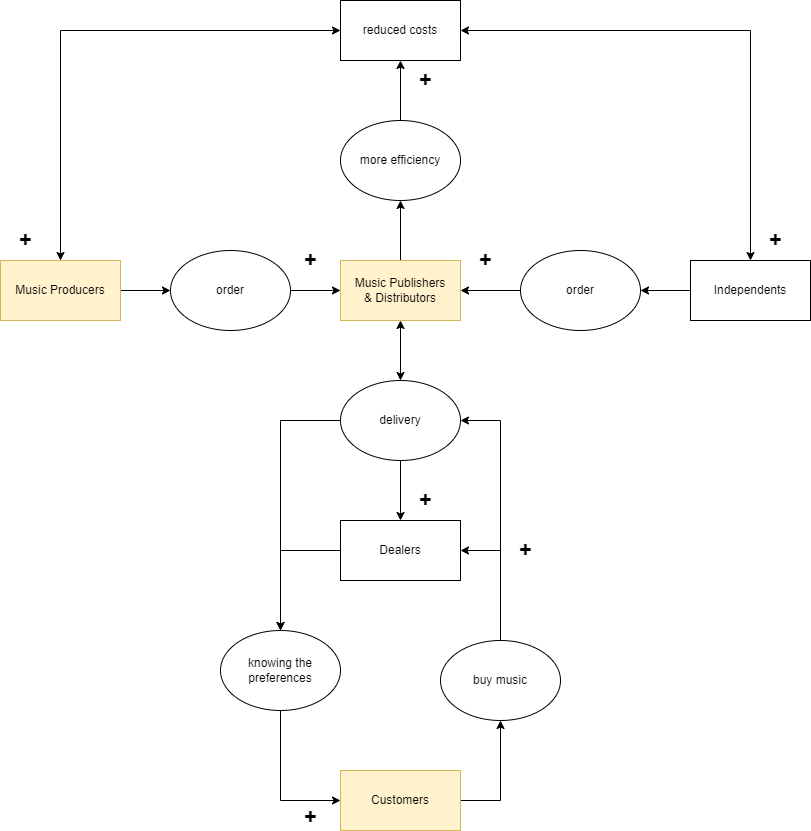 reduced costs
+
more efficiency
+
+
+
+
Music Producers
order
Music Publishers
& Distributors
order
Independents
delivery
+
Dealers
+
knowing the
preferences
buy music
Customers
+